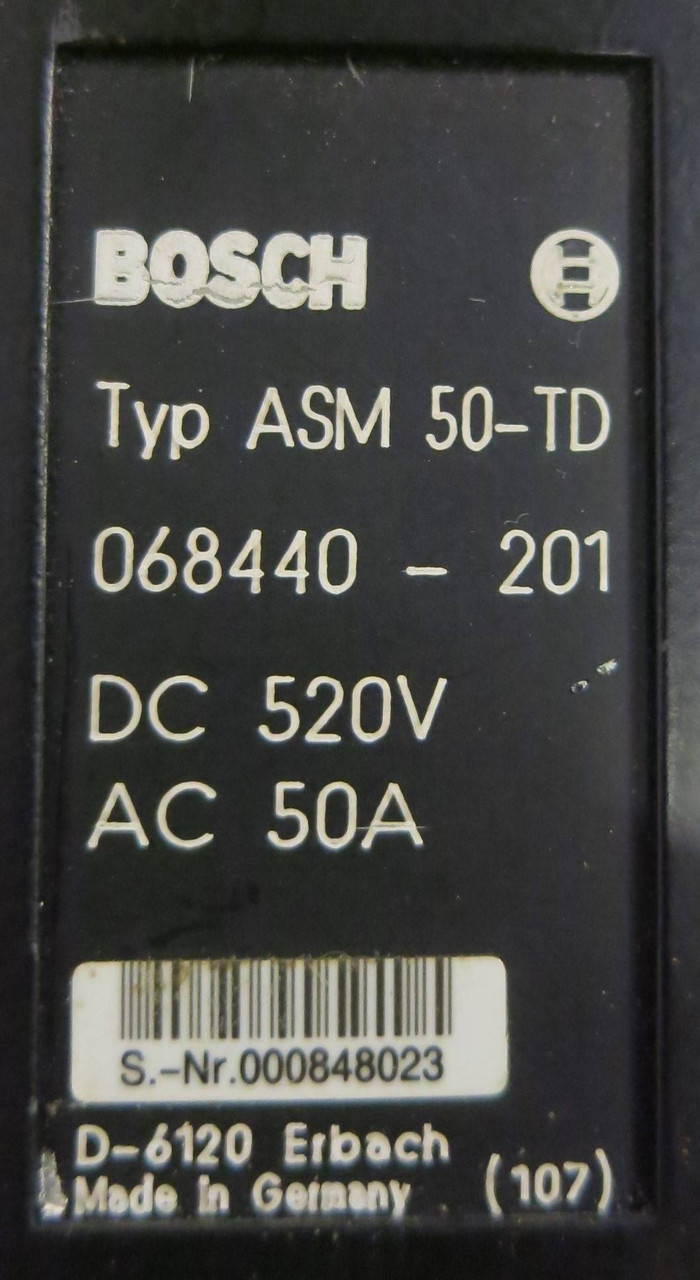 BOSCH
Typ ASM 50-TD
068440 - 201
DC 520V
AC 50A
S.-Nr.000848023
D-6120 Erbach
Made in Germany (107)